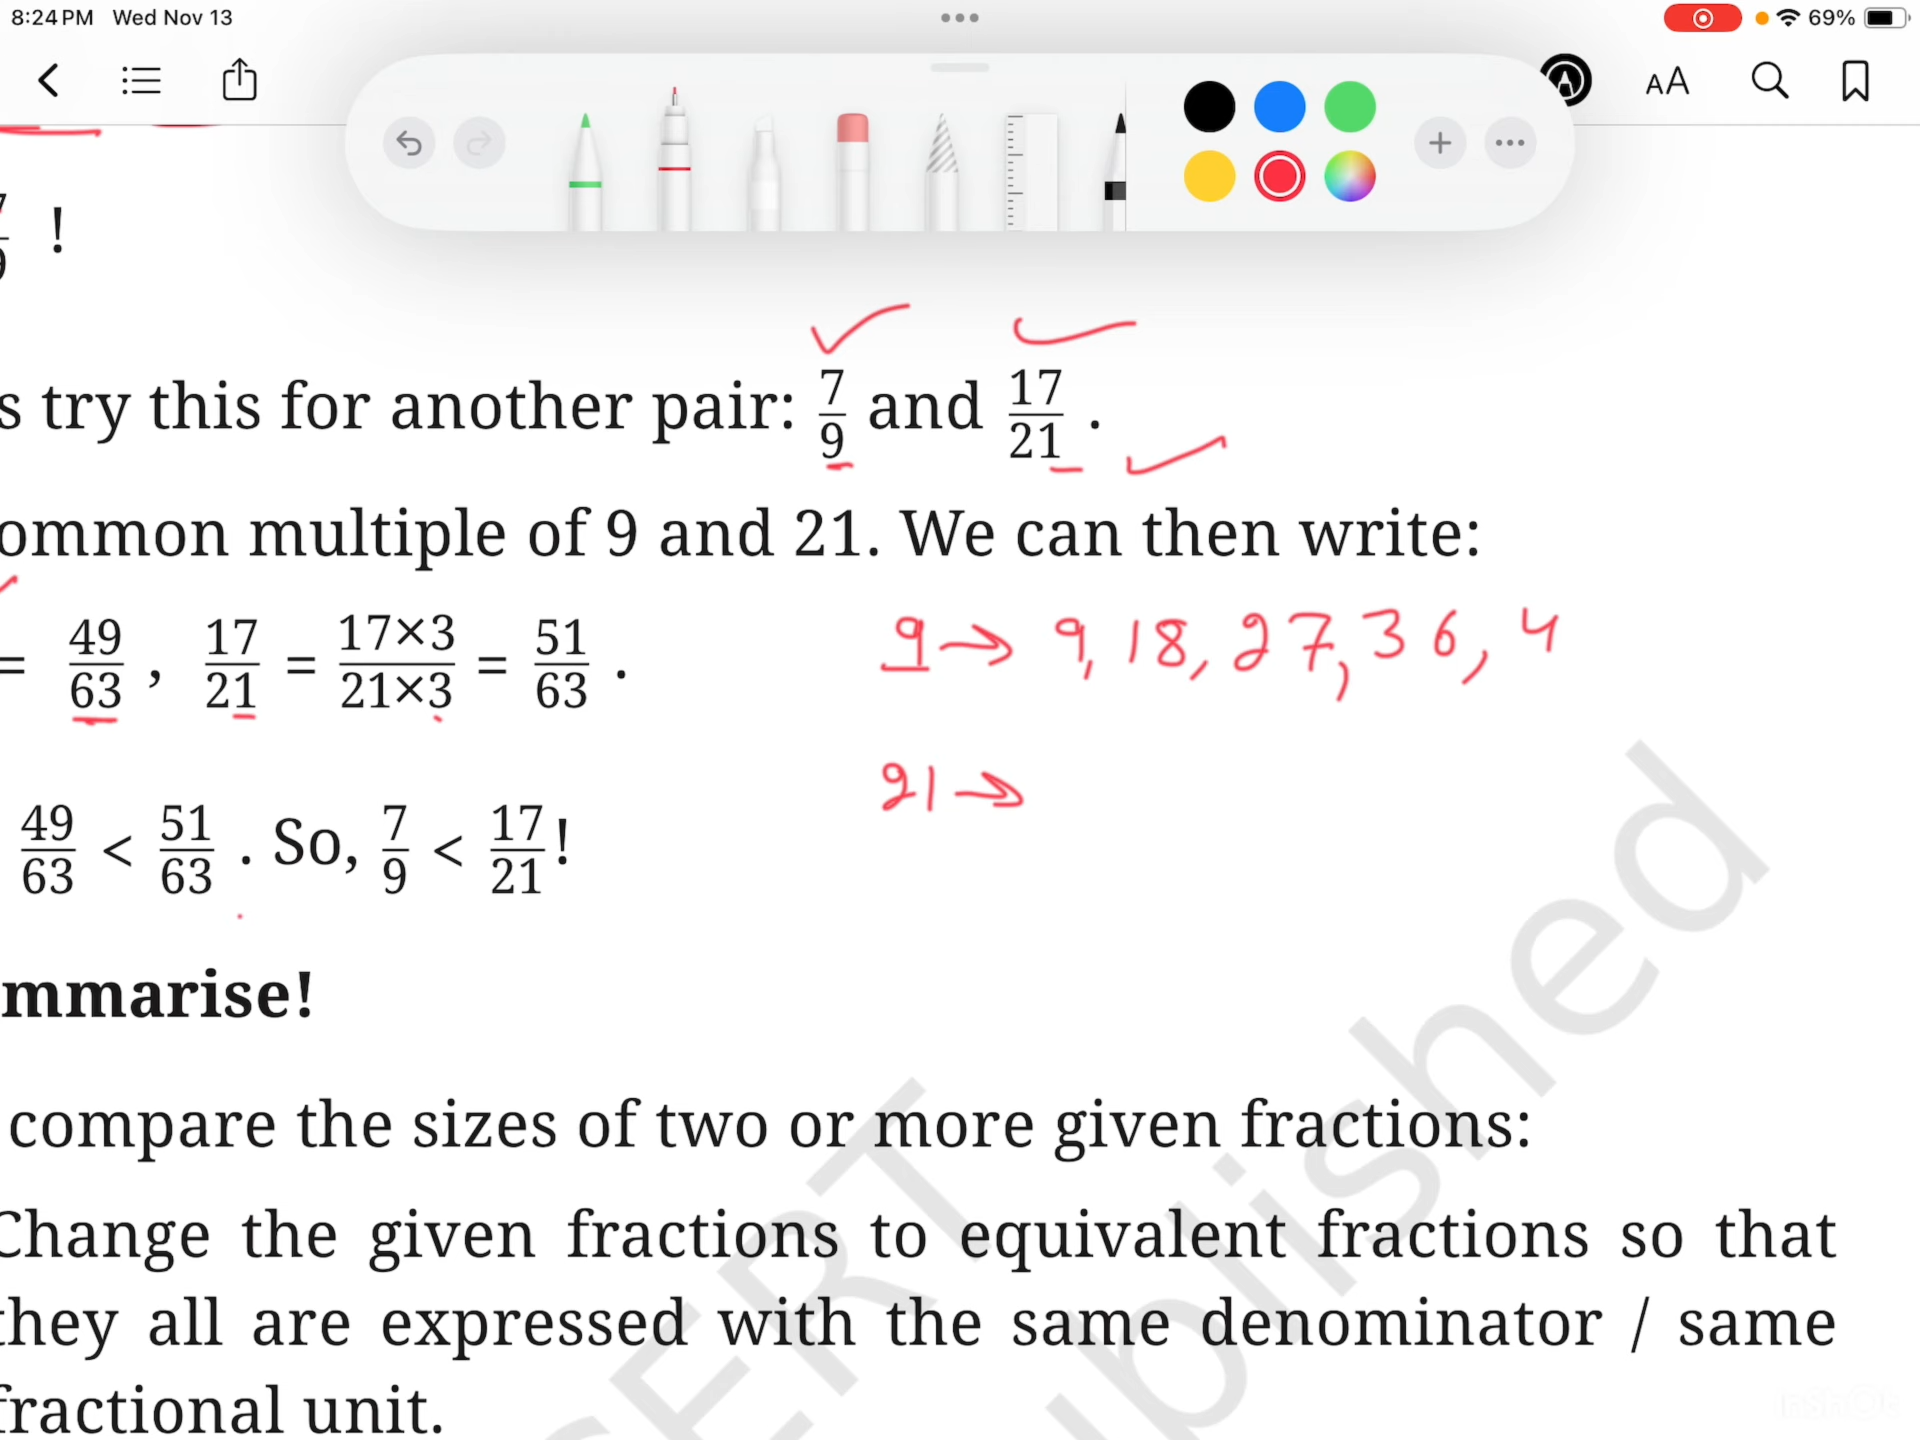 8:24 PM Wed Nov 13
69%
AA
!
s try this for another pair: 7/9 and 17/21 .
ommon multiple of 9 and 21. We can then write:
= 49/63 , 17/21 = 17×3/21×3 = 51/63 .
9 → 9, 18, 27, 36, 4
21 →
49/63 < 51/63 . So, 7/9 < 17/21 !
mmarise!
compare the sizes of two or more given fractions:
Change the given fractions to equivalent fractions so that
they all are expressed with the same denominator / same
fractional unit.